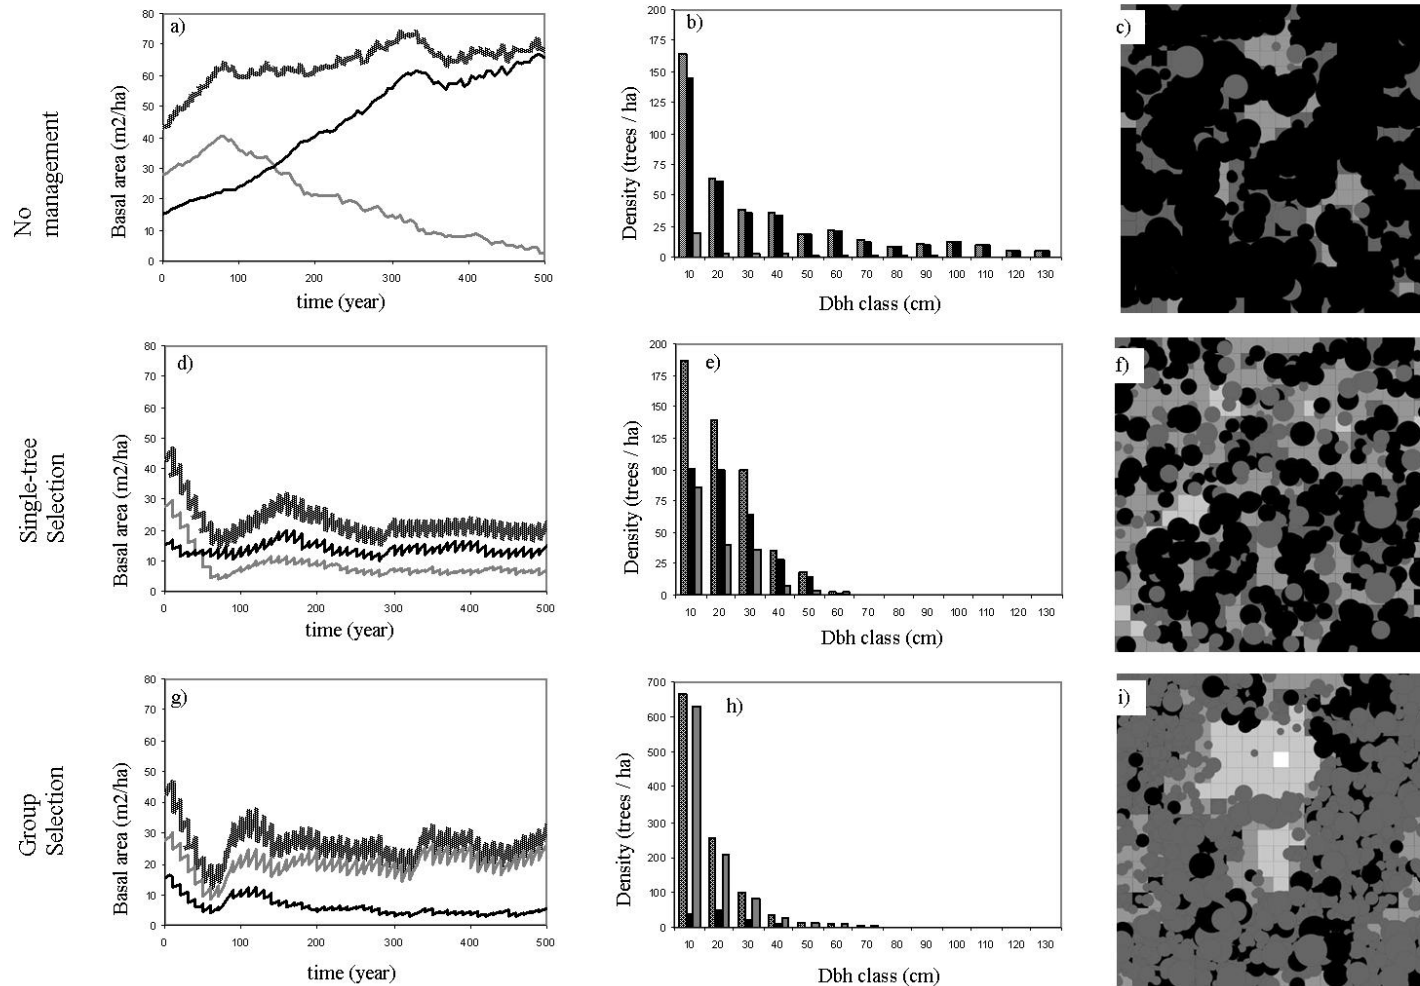 No
management
a)
Basal area (m2/ha)
80
70
60
50
40
30
20
10
0
0 100 200 300 400 500
time (year)
b)
Density (trees / ha)
200
175
150
125
100
75
50
25
0
10 20 30 40 50 60 70 80 90 100 110 120 130
Dbh class (cm)
c)
Single-tree
Selection
d)
Basal area (m2/ha)
80
70
60
50
40
30
20
10
0
0 100 200 300 400 500
time (year)
e)
Density (trees / ha)
200
175
150
125
100
75
50
25
0
10 20 30 40 50 60 70 80 90 100 110 120 130
Dbh class (cm)
f)
Group
Selection
g)
Basal area (m2/ha)
80
70
60
50
40
30
20
10
0
0 100 200 300 400 500
time (year)
h)
Density (trees / ha)
700
600
500
400
300
200
100
0
10 20 30 40 50 60 70 80 90 100 110 120 130
Dbh class (cm)
i)